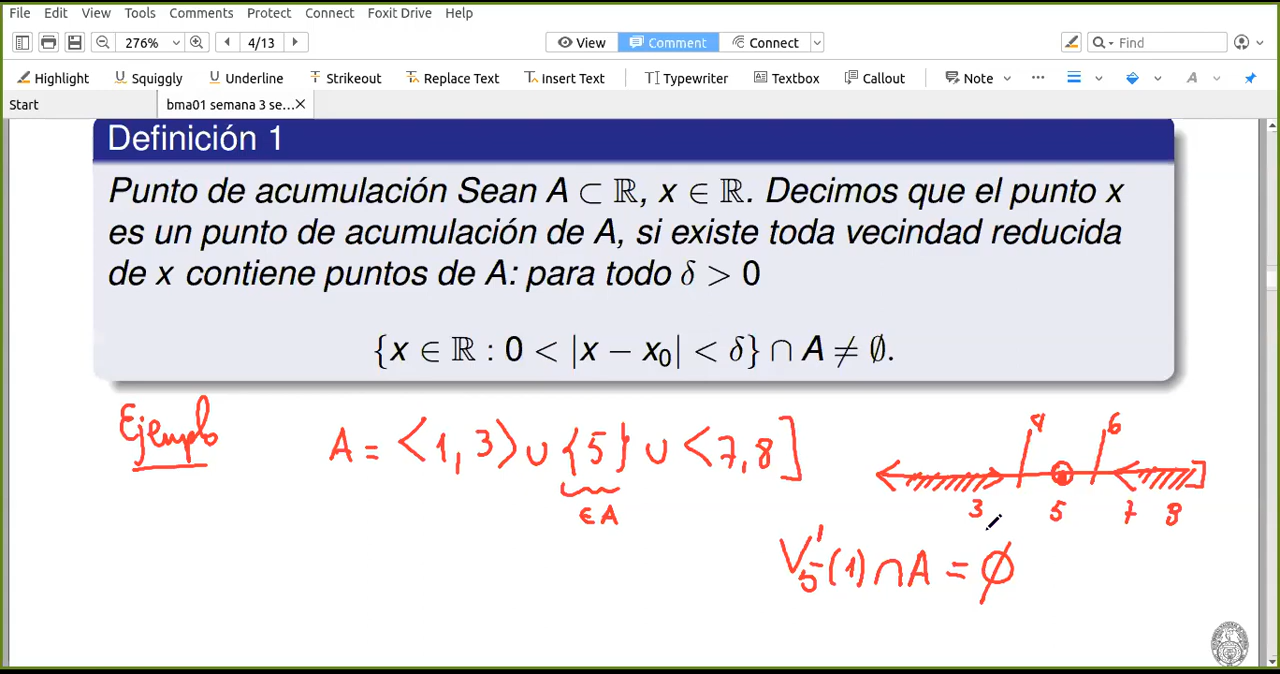 File Edit View Tools Comments Protect Connect Foxit Drive Help
276% 4/13 View Comment Connect Find
Highlight Squiggly Underline Strikeout Replace Text Insert Text Typewriter Textbox Callout Note ... A
Start bma01 semana 3 se...
Definición 1
Punto de acumulación Sean A ⊂ ℝ, x ∈ ℝ. Decimos que el punto x
es un punto de acumulación de A, si existe toda vecindad reducida
de x contiene puntos de A: para todo δ > 0
{x ∈ ℝ : 0 < |x − x₀| < δ} ∩ A ≠ ∅.
Ejemplo A = <1, 3> ∪ {5} ∪ <7, 8]
∈ A
4 6
3 5 7 8
V'₅(1) ∩ A = ∅